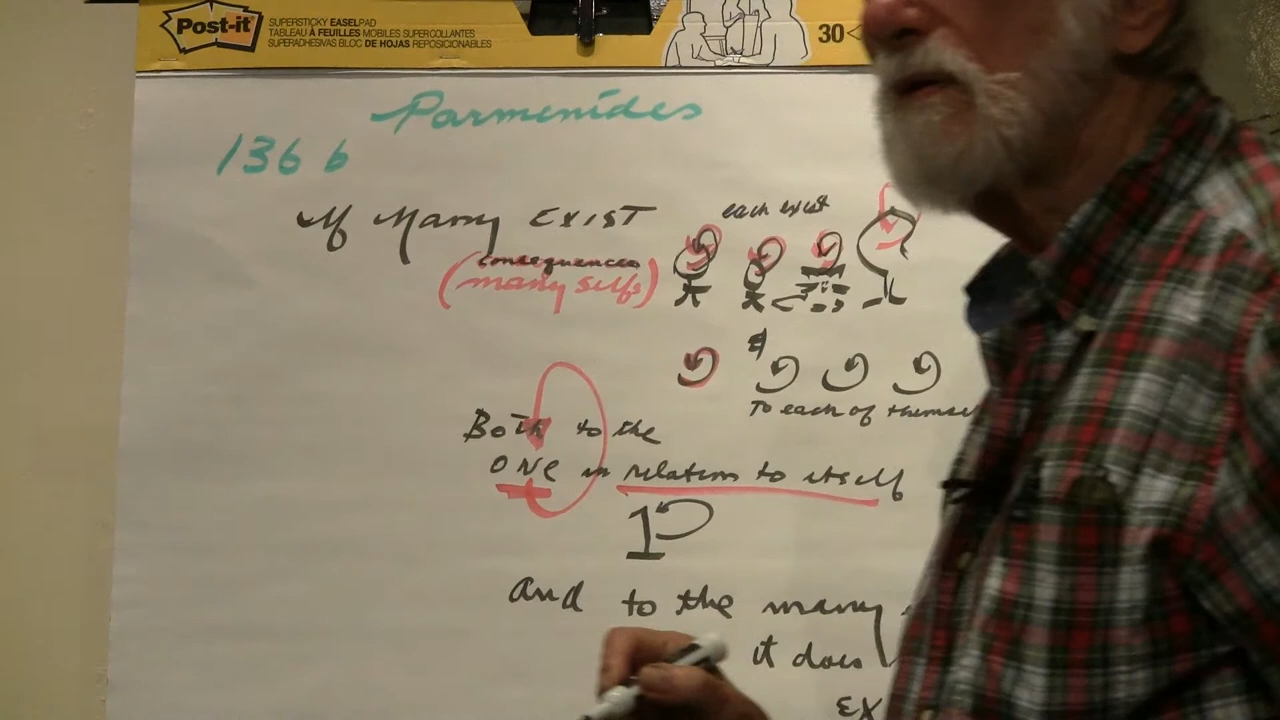 Post-it
SUPERSTICKY EASELPAD
TABLEAU À FEUILLES MOBILES SUPERCOLLANTES
SUPERADHESIVAS BLOC DE HOJAS REPOSICIONABLES
30
Parmenides
136 b
If Many EXIST
each exist
consequences
(many selfs)
To each of themse
Both to the
ONE in relation to itself
1
and to the many
it does
EX